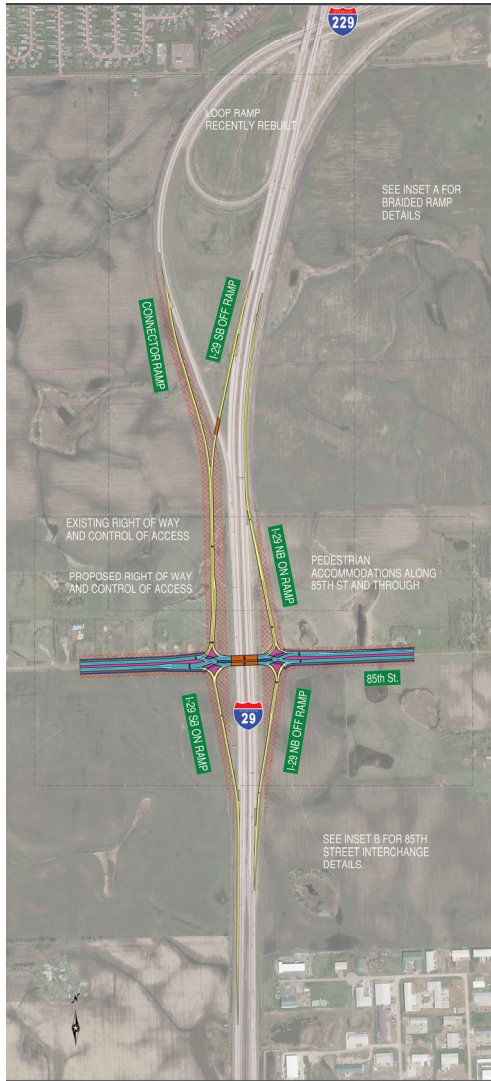 229
LOOP RAMP
RECENTLY REBUILT
SEE INSET A FOR
BRAIDED RAMP
DETAILS
I-29 SB OFF RAMP
CONNECTOR RAMP
EXISTING RIGHT OF WAY
AND CONTROL OF ACCESS
I-29 NB ON RAMP
PROPOSED RIGHT OF WAY
AND CONTROL OF ACCESS
PEDESTRIAN
ACCOMMODATIONS ALONG
85TH ST AND THROUGH
85th St.
I-29 SB ON RAMP
29
I-29 NB OFF RAMP
SEE INSET B FOR 85TH
STREET INTERCHANGE
DETAILS.
N